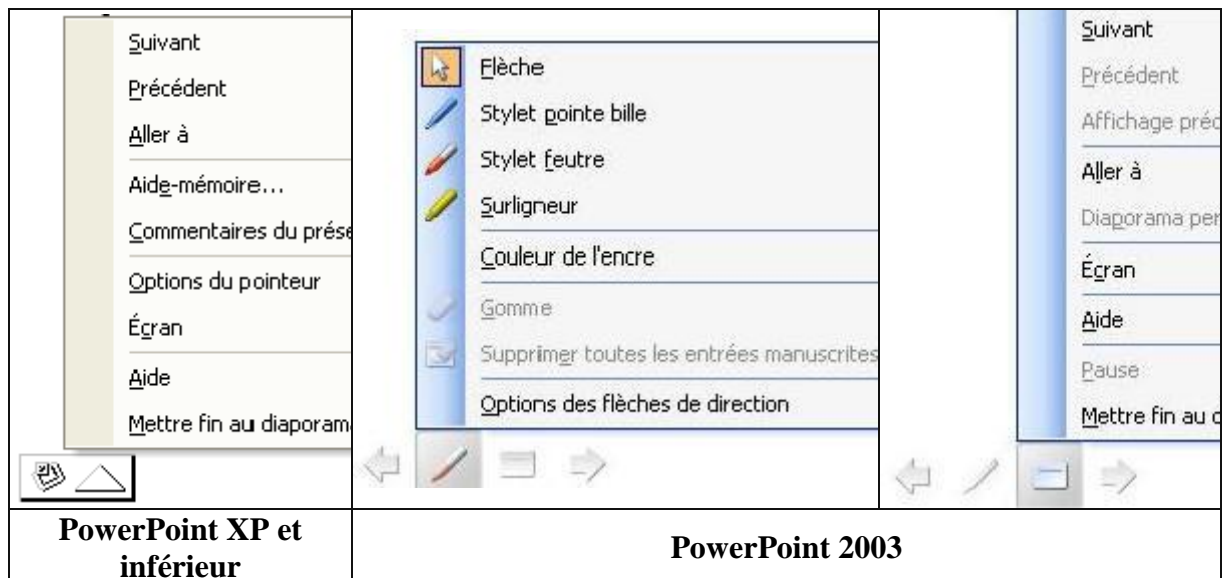 Suivant
Précédent
Aller à
Aide-mémoire...
Commentaires du prése
Options du pointeur
Écran
Aide
Mettre fin au diaporam
Flèche
Stylet pointe bille
Stylet feutre
Surligneur
Couleur de l'encre
Gomme
Supprimer toutes les entrées manuscrites
Options des flèches de direction
Suivant
Précédent
Affichage préc
Aller à
Diaporama per
Écran
Aide
Pause
Mettre fin au d
PowerPoint XP et
inférieur
PowerPoint 2003